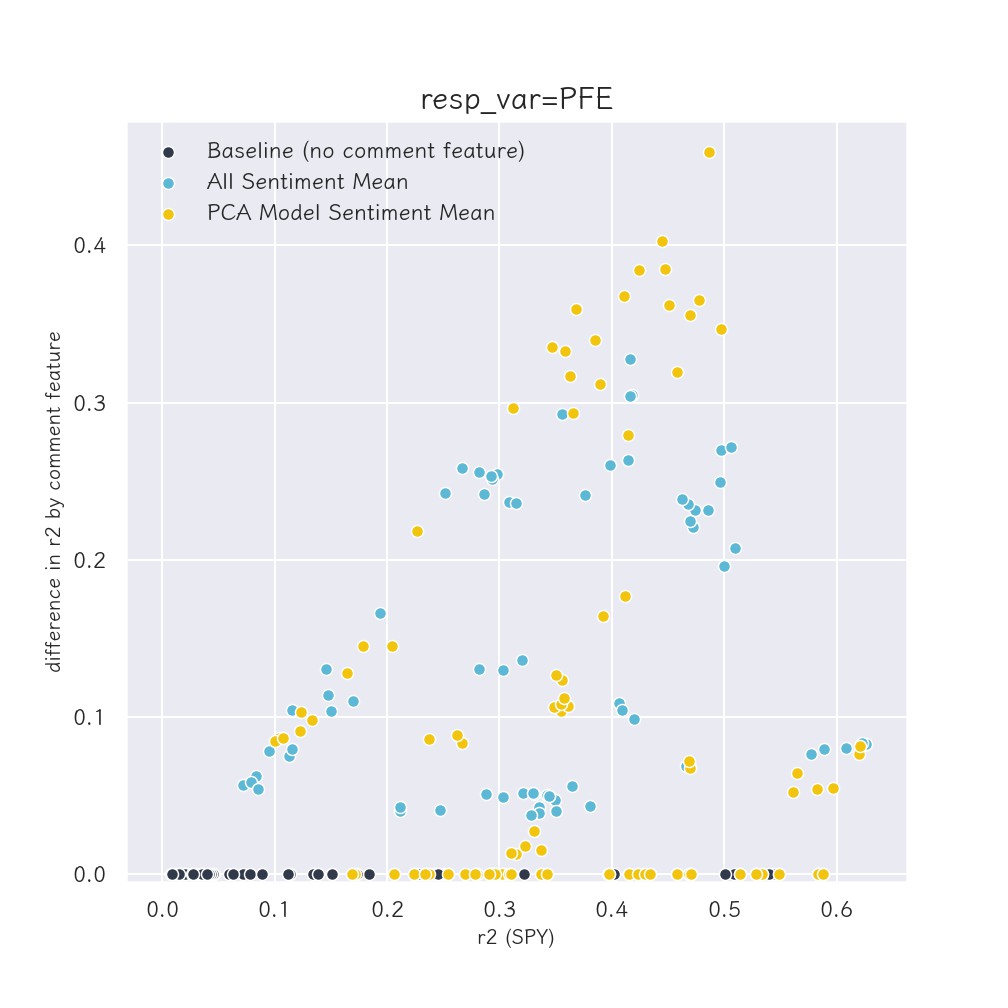 resp_var=PFE
Baseline (no comment feature)
All Sentiment Mean
PCA Model Sentiment Mean
difference in r2 by comment feature
0.4
0.3
0.2
0.1
0.0
0.0 0.1 0.2 0.3 0.4 0.5 0.6
r2 (SPY)